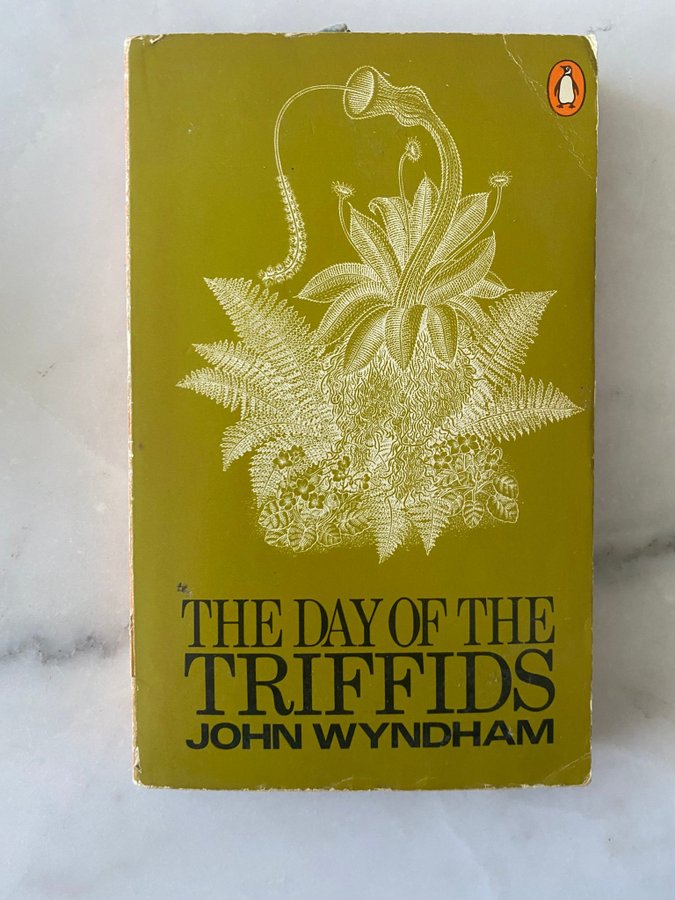 THE DAY OF THE
TRIFFIDS
JOHN WYNDHAM